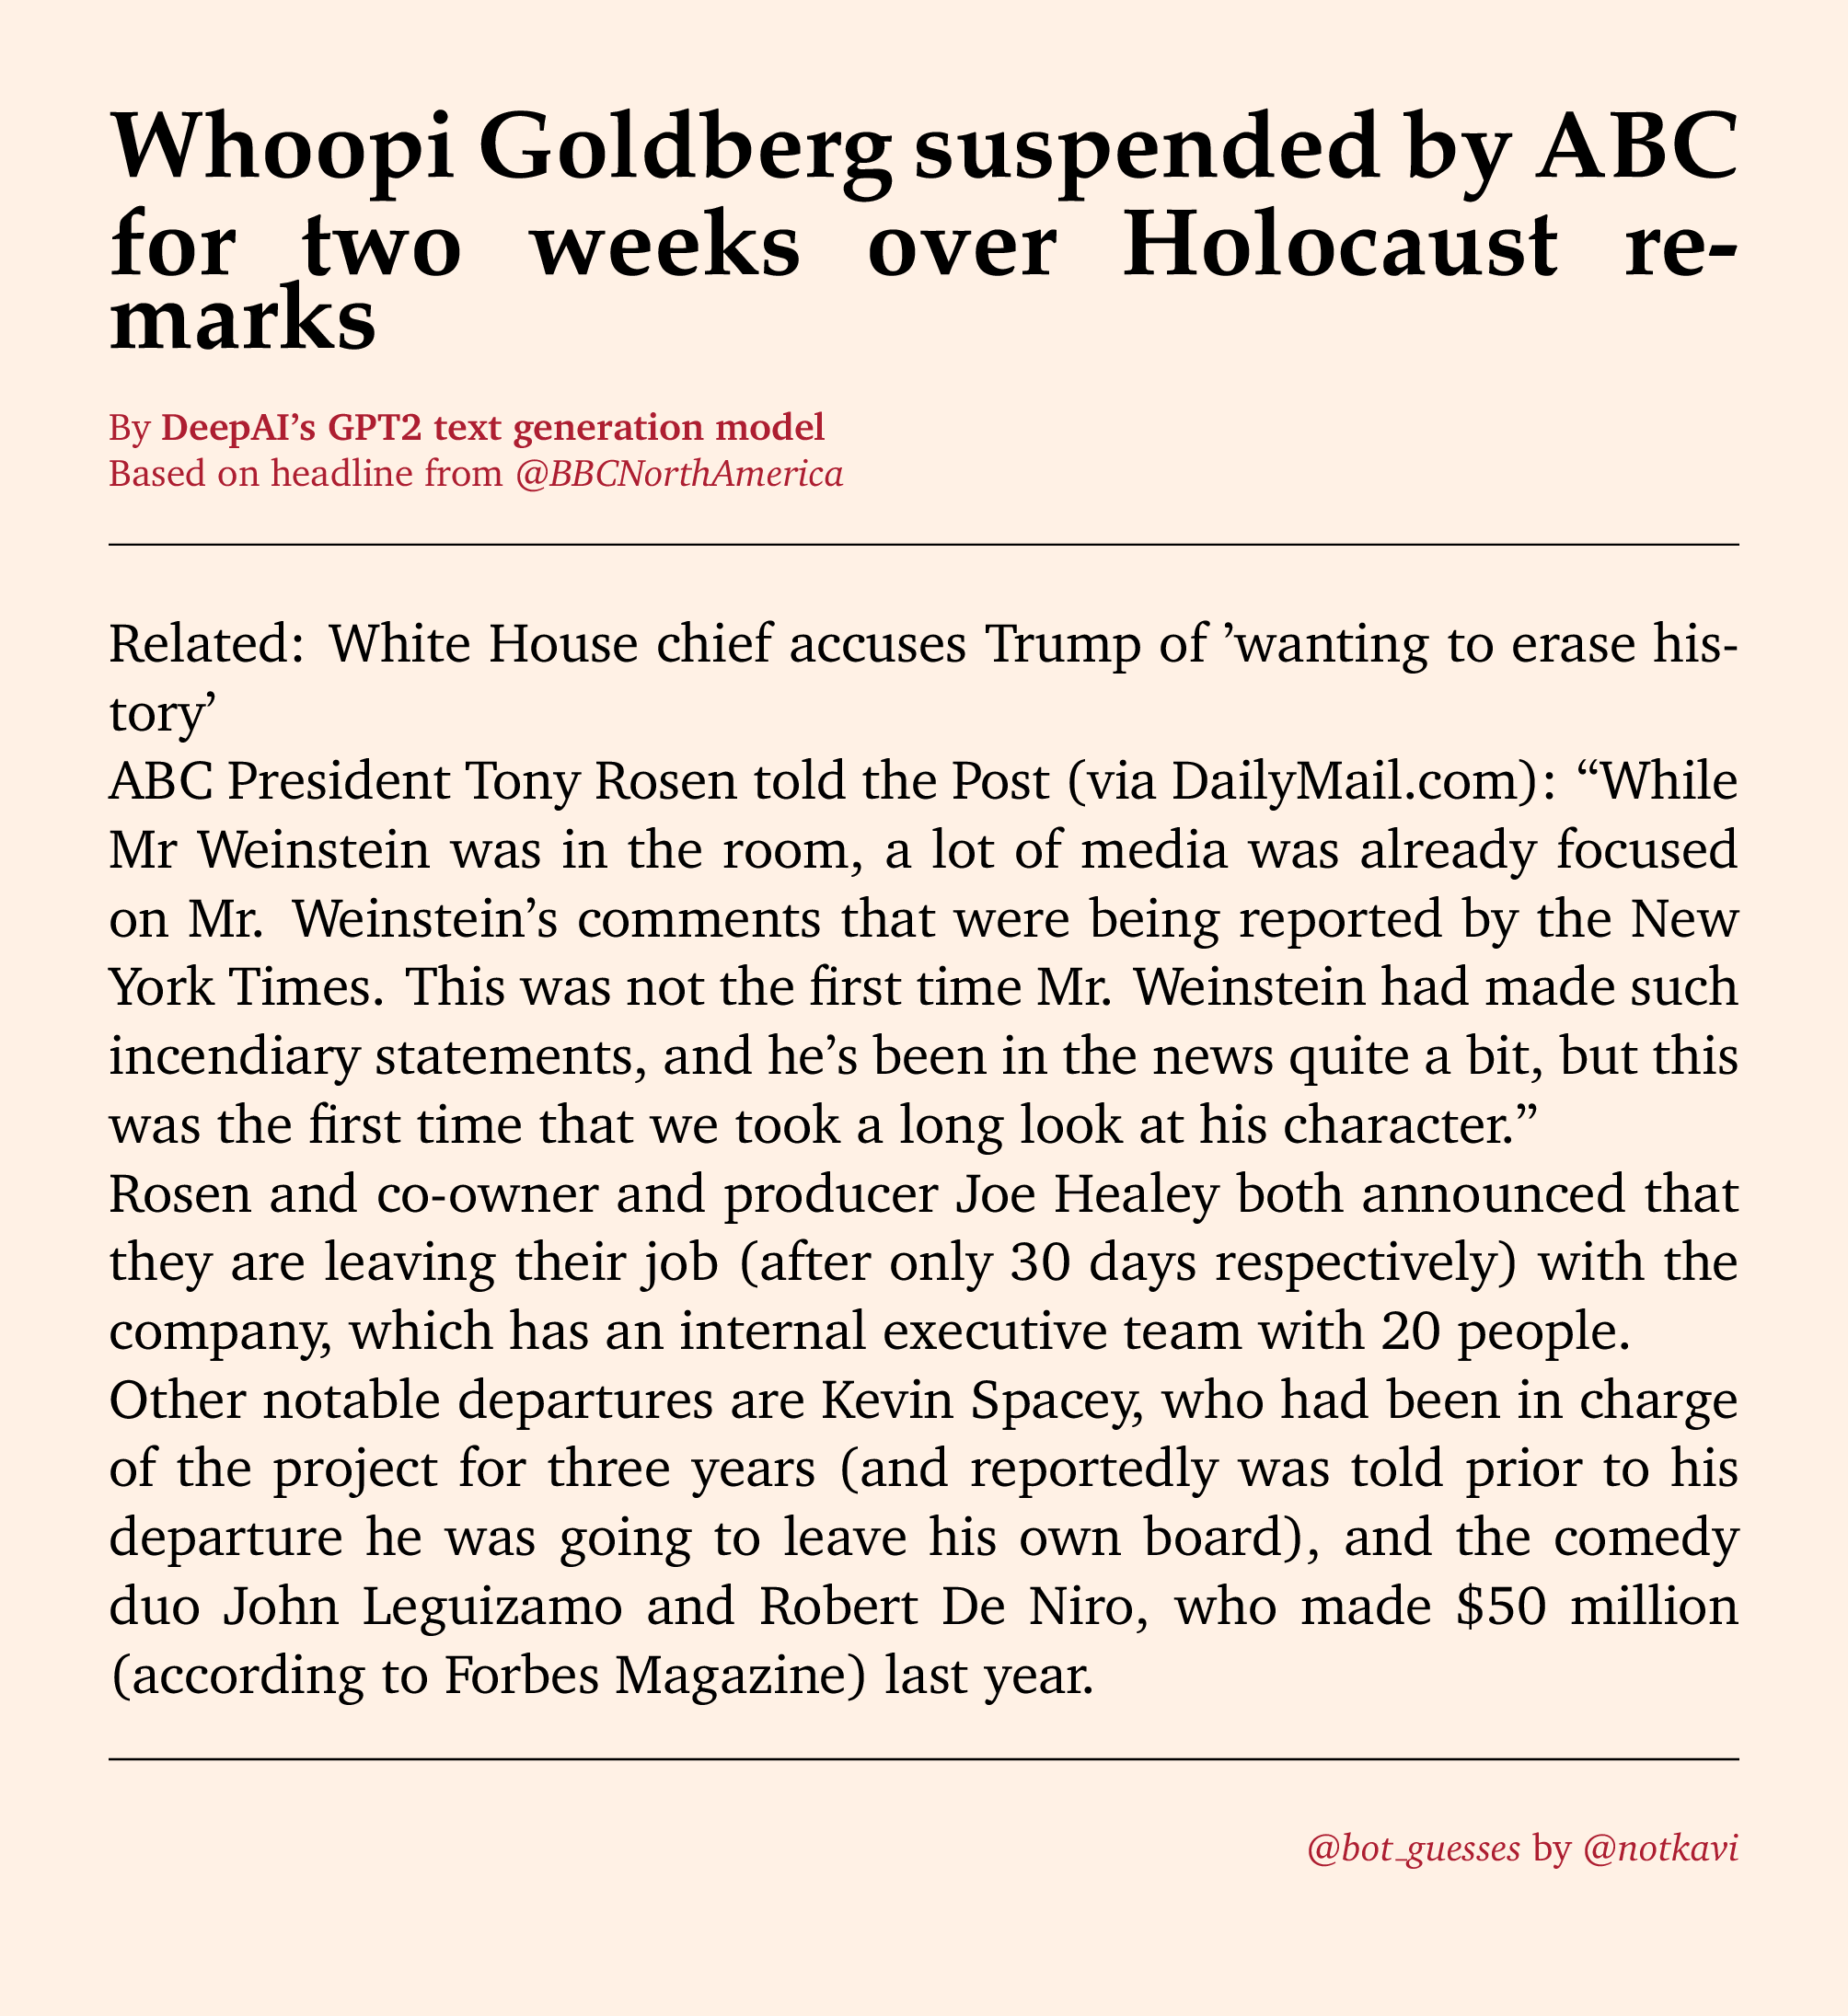 Whoopi Goldberg suspended by ABC
for two weeks over Holocaust re-
marks
By DeepAI’s GPT2 text generation model
Based on headline from @BBCNorthAmerica
Related: White House chief accuses Trump of ’wanting to erase his-
tory’
ABC President Tony Rosen told the Post (via DailyMail.com): “While
Mr Weinstein was in the room, a lot of media was already focused
on Mr. Weinstein’s comments that were being reported by the New
York Times. This was not the first time Mr. Weinstein had made such
incendiary statements, and he’s been in the news quite a bit, but this
was the first time that we took a long look at his character.”
Rosen and co-owner and producer Joe Healey both announced that
they are leaving their job (after only 30 days respectively) with the
company, which has an internal executive team with 20 people.
Other notable departures are Kevin Spacey, who had been in charge
of the project for three years (and reportedly was told prior to his
departure he was going to leave his own board), and the comedy
duo John Leguizamo and Robert De Niro, who made $50 million
(according to Forbes Magazine) last year.
@bot_guesses by @notkavi